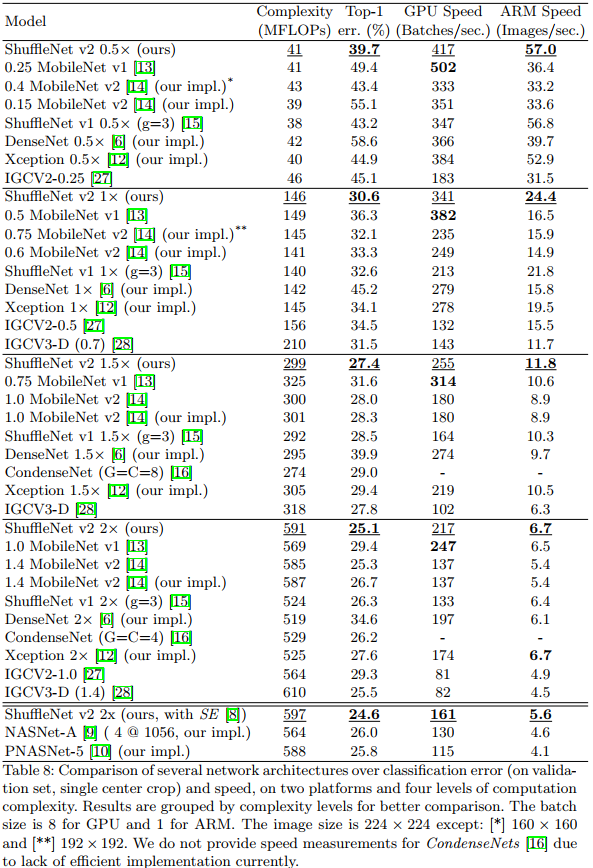 Model Complexity (MFLOPs) Top-1 err. (%) GPU Speed (Batches/sec.) ARM Speed (Images/sec.)
ShuffleNet v2 0.5× (ours) 41 39.7 417 57.0
0.25 MobileNet v1 [13] 41 49.4 502 36.4
0.4 MobileNet v2 [14] (our impl.)* 43 43.4 333 33.2
0.15 MobileNet v2 [14] (our impl.) 39 55.1 351 33.6
ShuffleNet v1 0.5× (g=3) [15] 38 43.2 347 56.8
DenseNet 0.5× [6] (our impl.) 42 58.6 366 39.7
Xception 0.5× [12] (our impl.) 40 44.9 384 52.9
IGCV2-0.25 [27] 46 45.1 183 31.5
ShuffleNet v2 1× (ours) 146 30.6 341 24.4
0.5 MobileNet v1 [13] 149 36.3 382 16.5
0.75 MobileNet v2 [14] (our impl.)** 145 32.1 235 15.9
0.6 MobileNet v2 [14] (our impl.) 141 33.3 249 14.9
ShuffleNet v1 1× (g=3) [15] 140 32.6 213 21.8
DenseNet 1× [6] (our impl.) 142 45.2 279 15.8
Xception 1× [12] (our impl.) 145 34.1 278 19.5
IGCV2-0.5 [27] 156 34.5 132 15.5
IGCV3-D (0.7) [28] 210 31.5 143 11.7
ShuffleNet v2 1.5× (ours) 299 27.4 255 11.8
0.75 MobileNet v1 [13] 325 31.6 314 10.6
1.0 MobileNet v2 [14] 300 28.0 180 8.9
1.0 MobileNet v2 [14] (our impl.) 301 28.3 180 8.9
ShuffleNet v1 1.5× (g=3) [15] 292 28.5 164 10.3
DenseNet 1.5× [6] (our impl.) 295 39.9 274 9.7
CondenseNet (G=C=8) [16] 274 29.0 - -
Xception 1.5× [12] (our impl.) 305 29.4 219 10.5
IGCV3-D [28] 318 27.8 102 6.3
ShuffleNet v2 2× (ours) 591 25.1 217 6.7
1.0 MobileNet v1 [13] 569 29.4 247 6.5
1.4 MobileNet v2 [14] 585 25.3 137 5.4
1.4 MobileNet v2 [14] (our impl.) 587 26.7 137 5.4
ShuffleNet v1 2× (g=3) [15] 524 26.3 133 6.4
DenseNet 2× [6] (our impl.) 519 34.6 197 6.1
CondenseNet (G=C=4) [16] 529 26.2 - -
Xception 2× [12] (our impl.) 525 27.6 174 6.7
IGCV2-1.0 [27] 564 29.3 81 4.9
IGCV3-D (1.4) [28] 610 25.5 82 4.5
ShuffleNet v2 2x (ours, with SE [8]) 597 24.6 161 5.6
NASNet-A [9] ( 4 @ 1056, our impl.) 564 26.0 130 4.6
PNASNet-5 [10] (our impl.) 588 25.8 115 4.1
Table 8: Comparison of several network architectures over classification error (on valida-
tion set, single center crop) and speed, on two platforms and four levels of computation
complexity. Results are grouped by complexity levels for better comparison. The batch
size is 8 for GPU and 1 for ARM. The image size is 224 × 224 except: [*] 160 × 160
and [**] 192 × 192. We do not provide speed measurements for CondenseNets [16] due
to lack of efficient implementation currently.